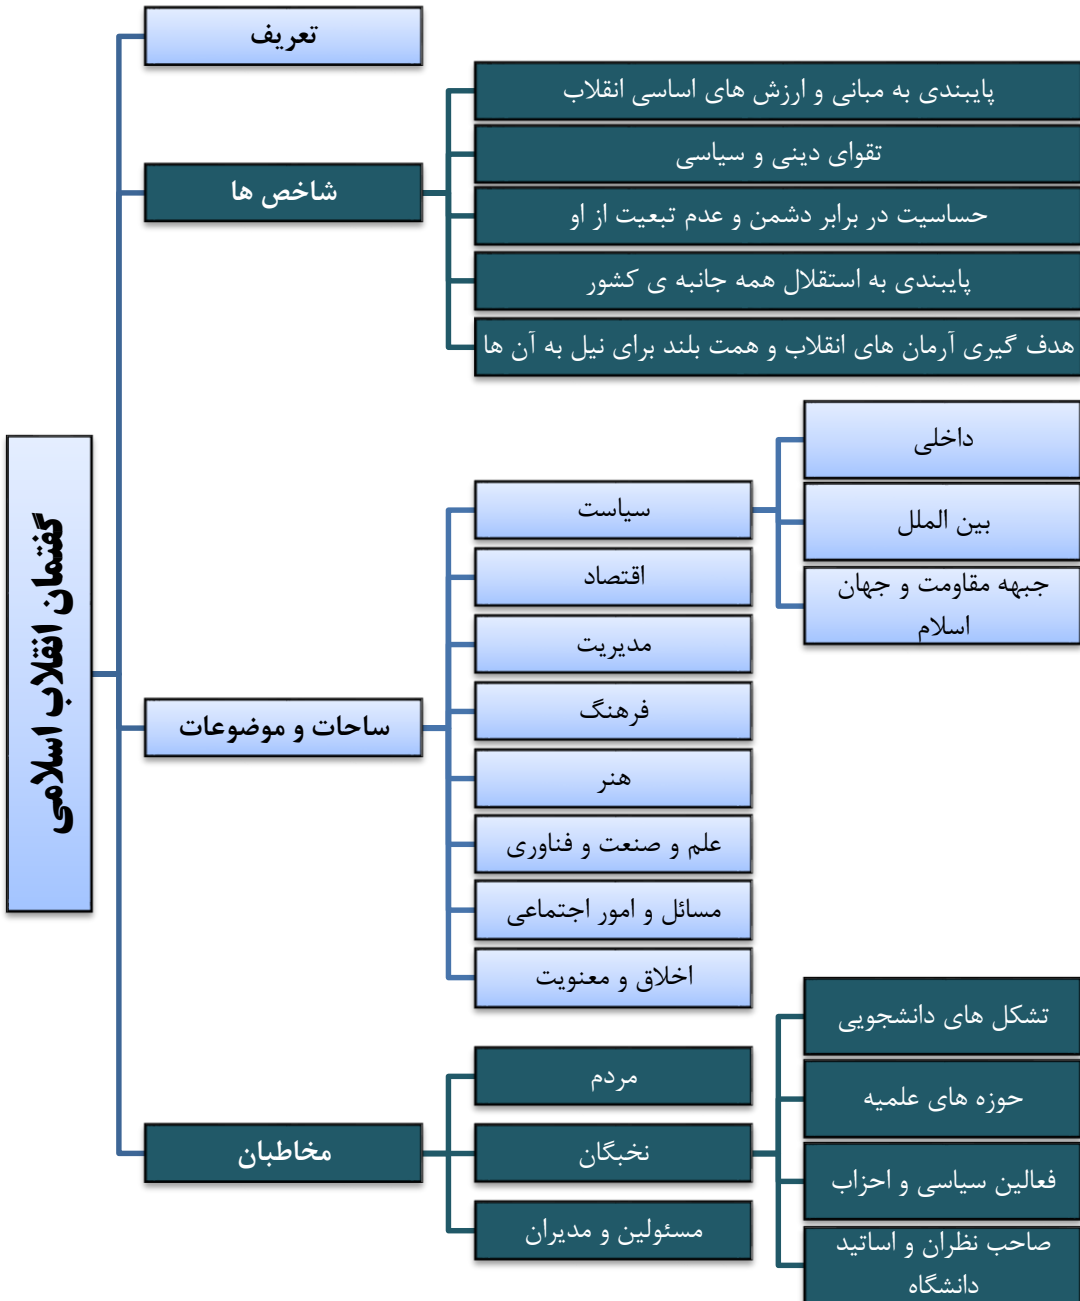 گفتمان انقلاب اسلامی
تعریف
شاخص ها
پایبندی به مبانی و ارزش های اساسی انقلاب
تقوای دینی و سیاسی
حساسیت در برابر دشمن و عدم تبعیت از او
پایبندی به استقلال همه جانبه ی کشور
هدف گیری آرمان های انقلاب و همت بلند برای نیل به آن ها
ساحات و موضوعات
سیاست
داخلی
بین الملل
جبهه مقاومت و جهان
اسلام
اقتصاد
مدیریت
فرهنگ
هنر
علم و صنعت و فناوری
مسائل و امور اجتماعی
اخلاق و معنویت
مخاطبان
مردم
نخبگان
تشکل های دانشجویی
حوزه های علمیه
فعالین سیاسی و احزاب
صاحب نظران و اساتید
دانشگاه
مسئولین و مدیران